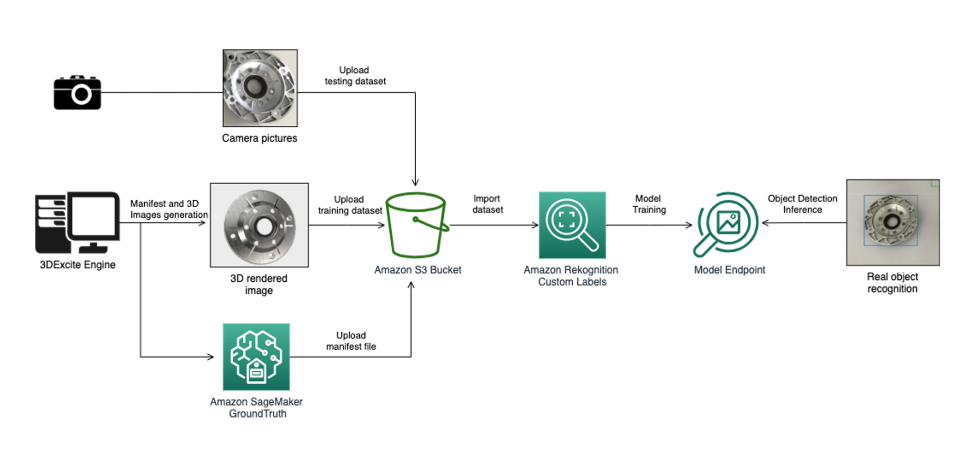 Upload
testing dataset
Camera pictures
Manifest and 3D
Images generation
Upload
training dataset
Import
dataset
Model
Training
Object Detection
Inference
3DExcite Engine
3D rendered
image
Amazon S3 Bucket
Amazon Rekognition
Custom Labels
Model Endpoint
Real object
recognition
Upload
manifest file
Amazon SageMaker
GroundTruth